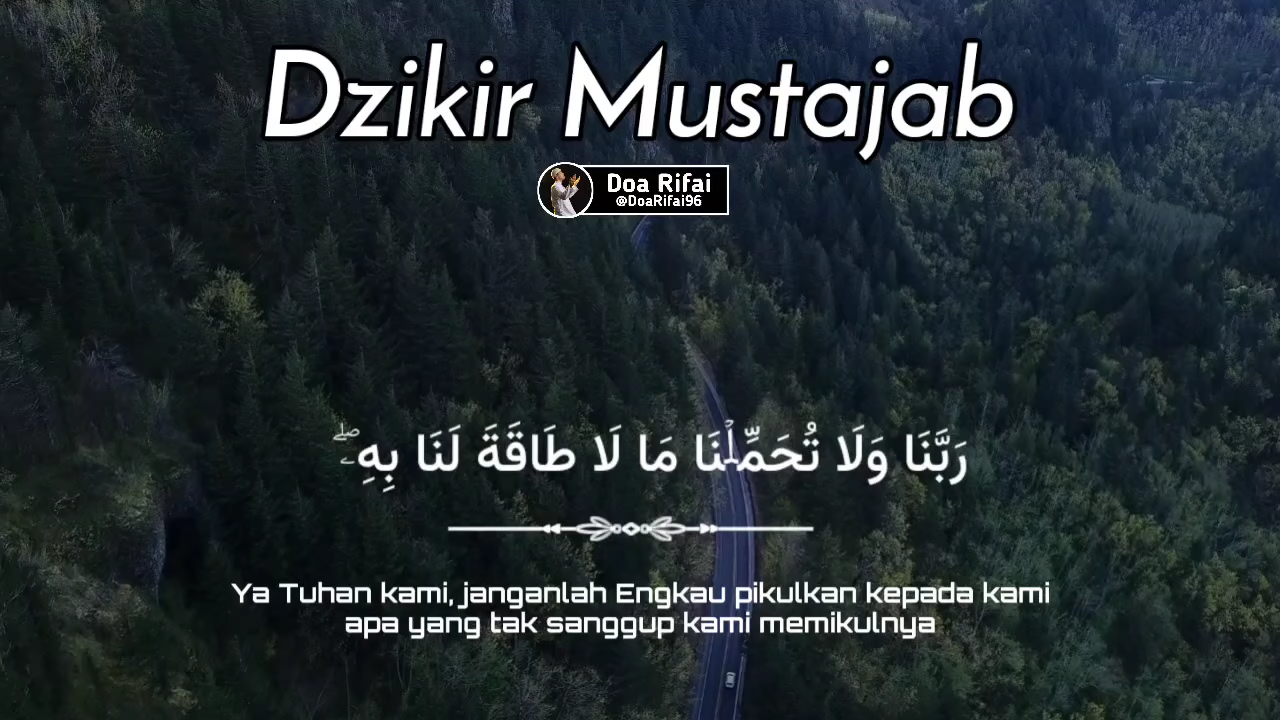 Dzikir Mustajab
Doa Rifai
@DoaRifai96
رَبَّنَا وَلَا تُحَمِّلْنَا مَا لَا طَاقَةَ لَنَا بِهِۦۖ
Ya Tuhan kami, janganlah Engkau pikulkan kepada kami
apa yang tak sanggup kami memikulnya